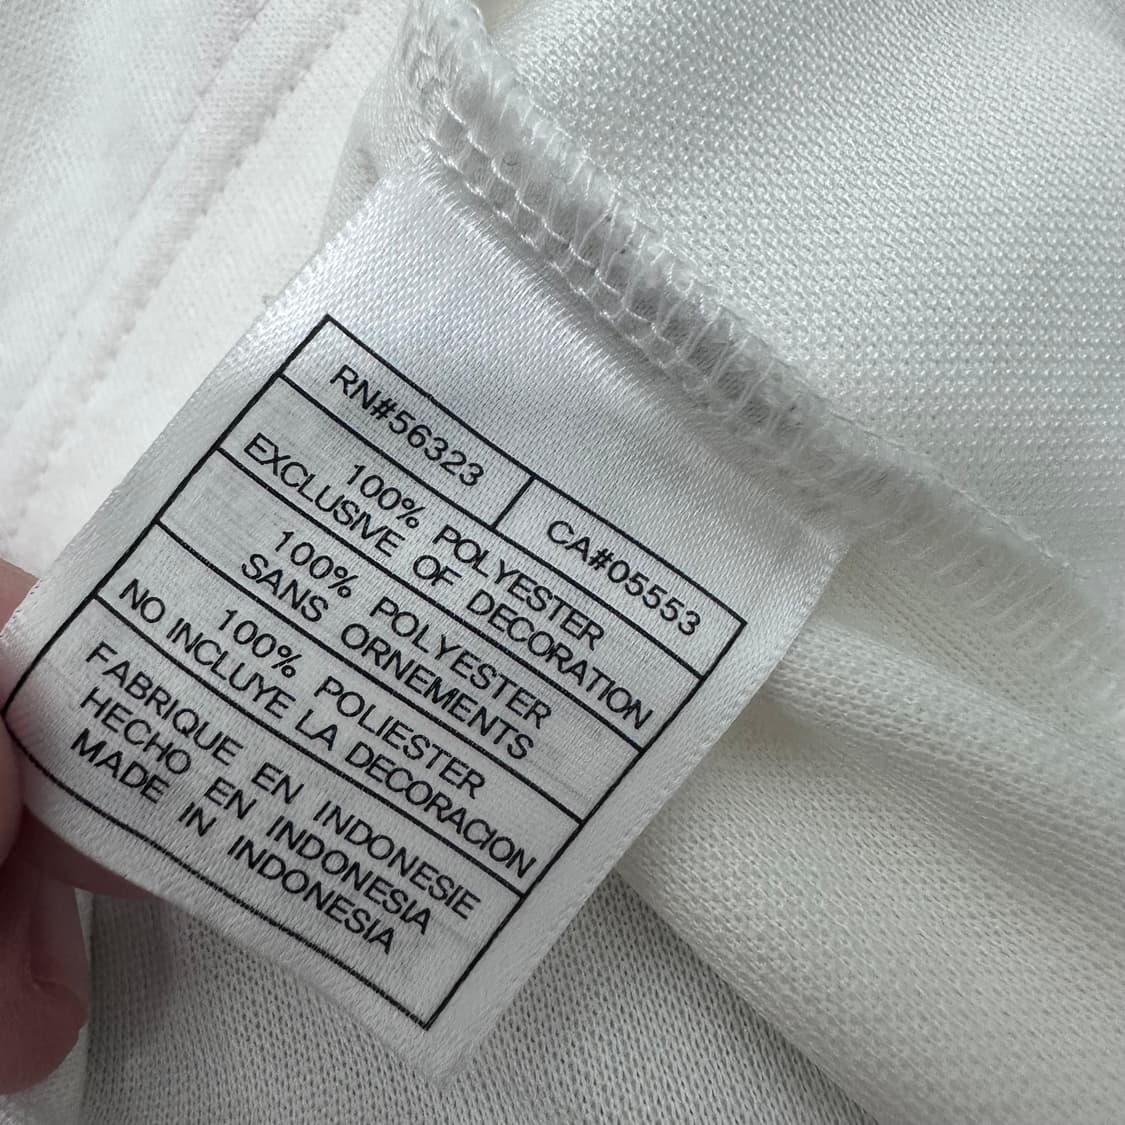 RN#56323 CA#05553
100% POLYESTER
EXCLUSIVE OF DECORATION
100% POLYESTER
SANS ORNEMENTS
100% POLIESTER
NO INCLUYE LA DECORACION
FABRIQUE EN INDONESIE
HECHO EN INDONESIA
MADE IN INDONESIA